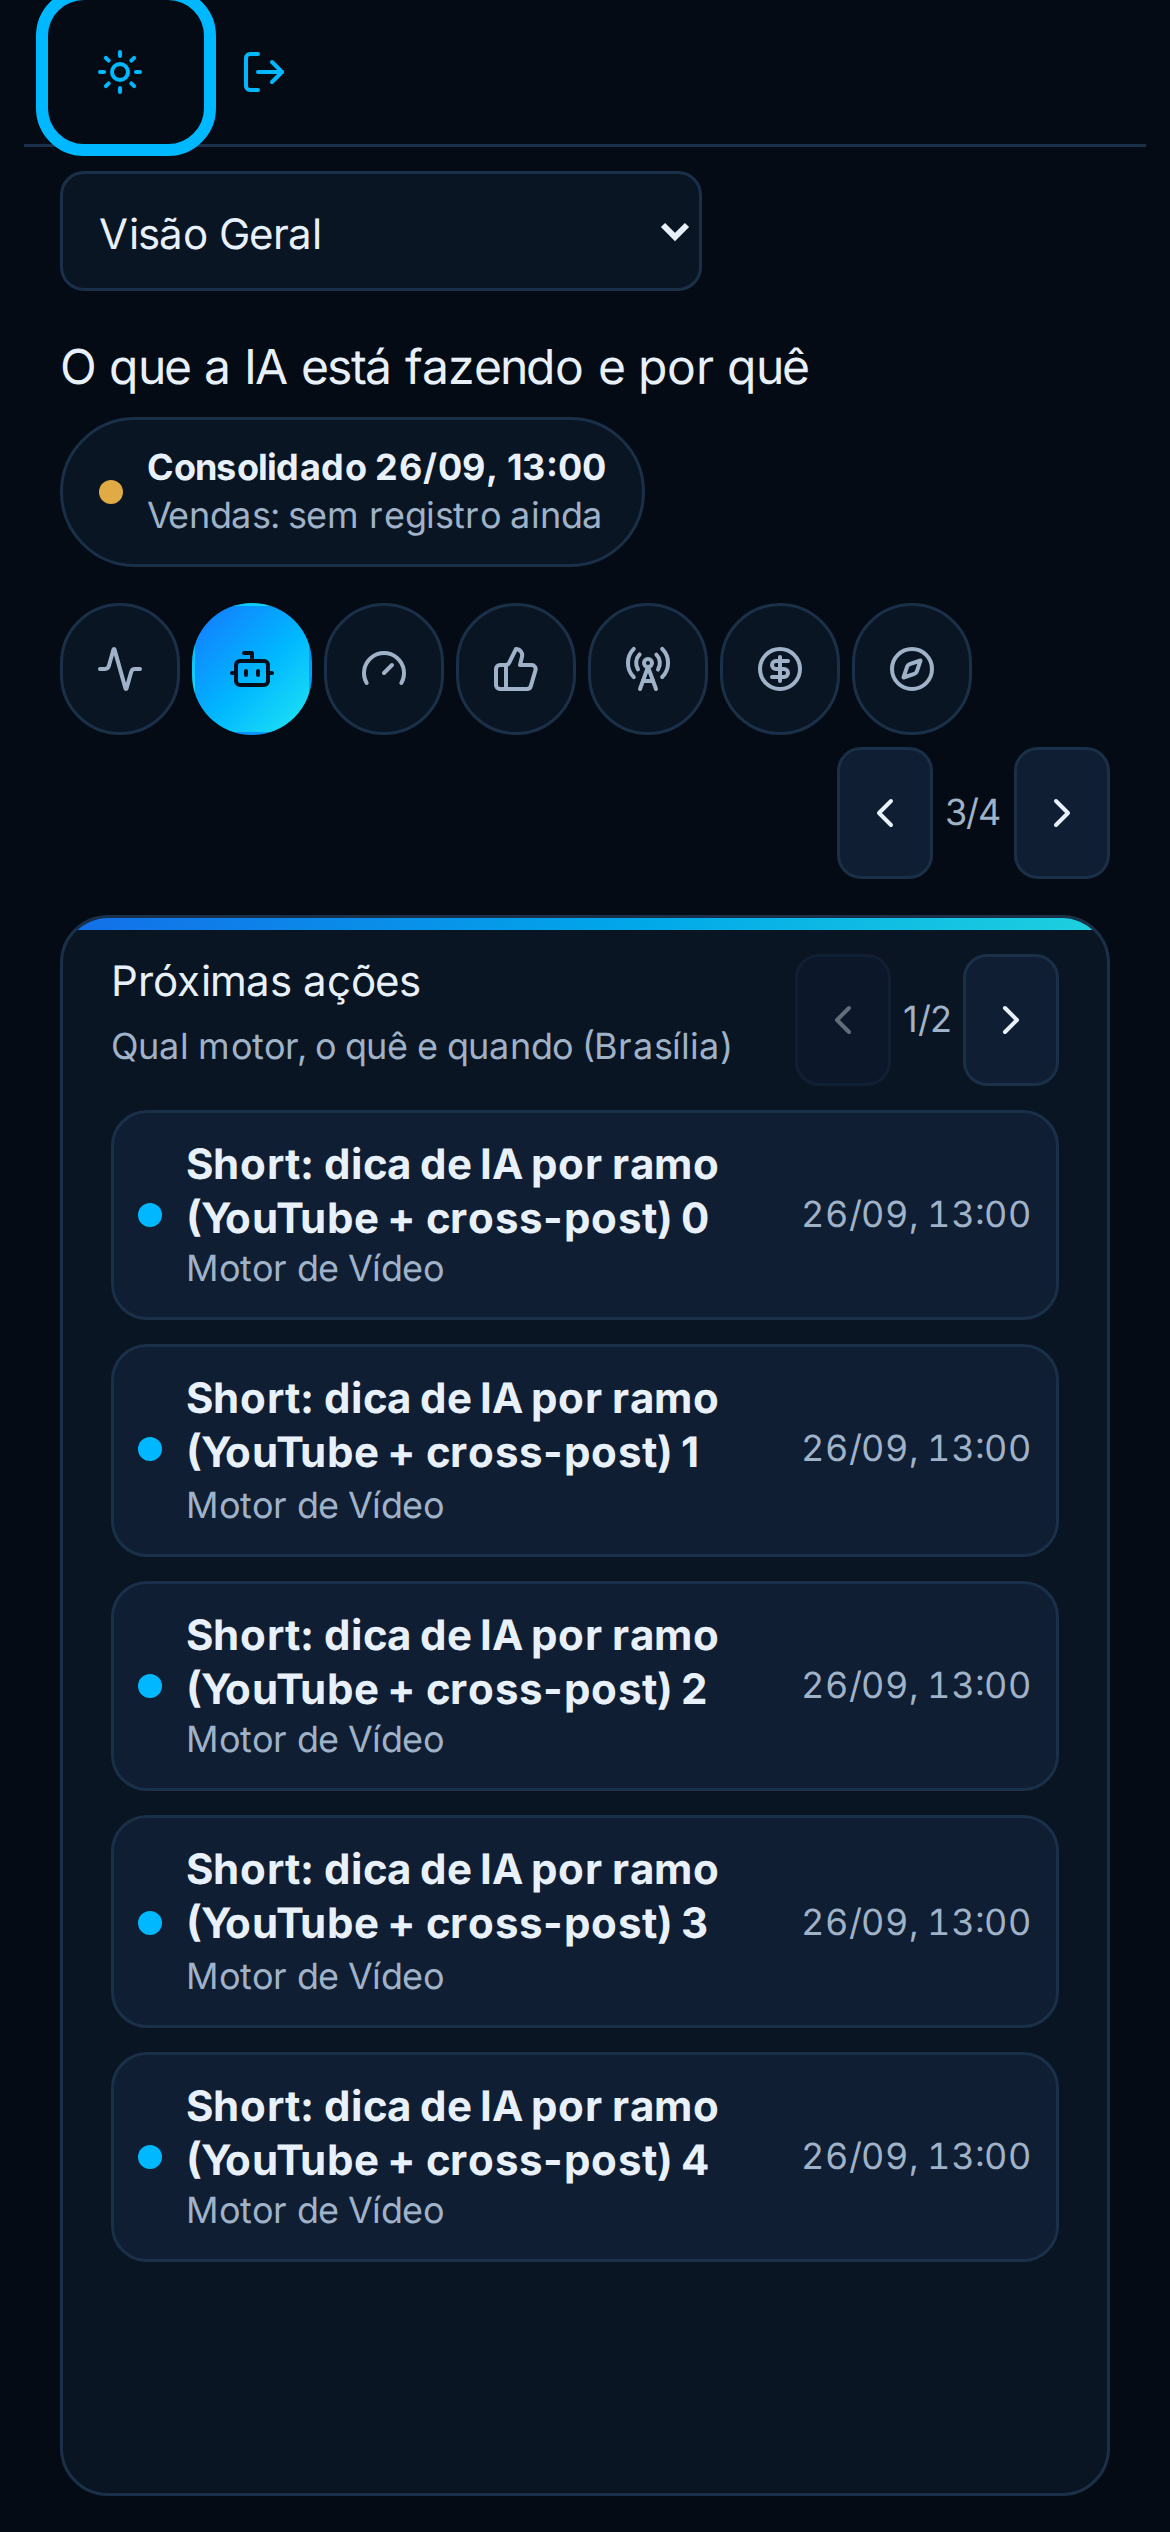 Visão Geral
O que a IA está fazendo e por quê
Consolidado 26/09, 13:00
Vendas: sem registro ainda
3/4
Próximas ações
Qual motor, o quê e quando (Brasília)
1/2
Short: dica de IA por ramo
(YouTube + cross-post) 0
26/09, 13:00
Motor de Vídeo
Short: dica de IA por ramo
(YouTube + cross-post) 1
26/09, 13:00
Motor de Vídeo
Short: dica de IA por ramo
(YouTube + cross-post) 2
26/09, 13:00
Motor de Vídeo
Short: dica de IA por ramo
(YouTube + cross-post) 3
26/09, 13:00
Motor de Vídeo
Short: dica de IA por ramo
(YouTube + cross-post) 4
26/09, 13:00
Motor de Vídeo